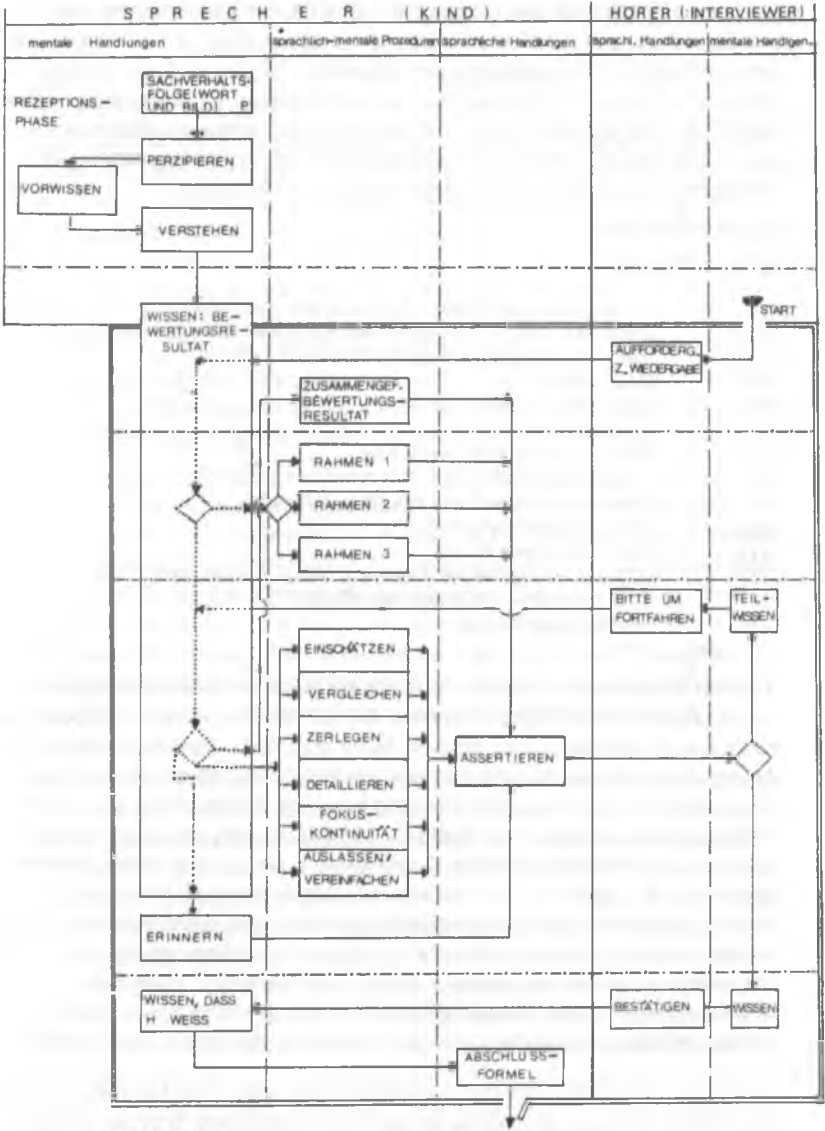 SPRECHER (KIND)
HÖRER (INTERVIEWER)
mentale Handlungen
sprachlich-mentale Prozeduren
sprachliche Handlungen
sprachl. Handlungen
mentale Handlgen.
REZEPTIONS-
PHASE
SACHVERHALTS-
FOLGE (WORT
UND BILD) P
PERZIPIEREN
VORWISSEN
VERSTEHEN
WISSEN: BE-
WERTUNGSRE-
SULTAT
START
AUFFORDERG.
Z. WIEDERGABE
ZUSAMMENGEF.
BEWERTUNGS-
RESULTAT
RAHMEN 1
RAHMEN 2
RAHMEN 3
BITTE UM
FORTFAHREN
TEIL-
WISSEN
EINSCHÄTZEN
VERGLEICHEN
ZERLEGEN
DETAILLIEREN
FOKUS-
KONTINUITÄT
AUSLASSEN/
VEREINFACHEN
ASSERTIEREN
ERINNERN
WISSEN, DASS
H WEISS
BESTÄTIGEN
WISSEN
ABSCHLUSS-
FORMEL